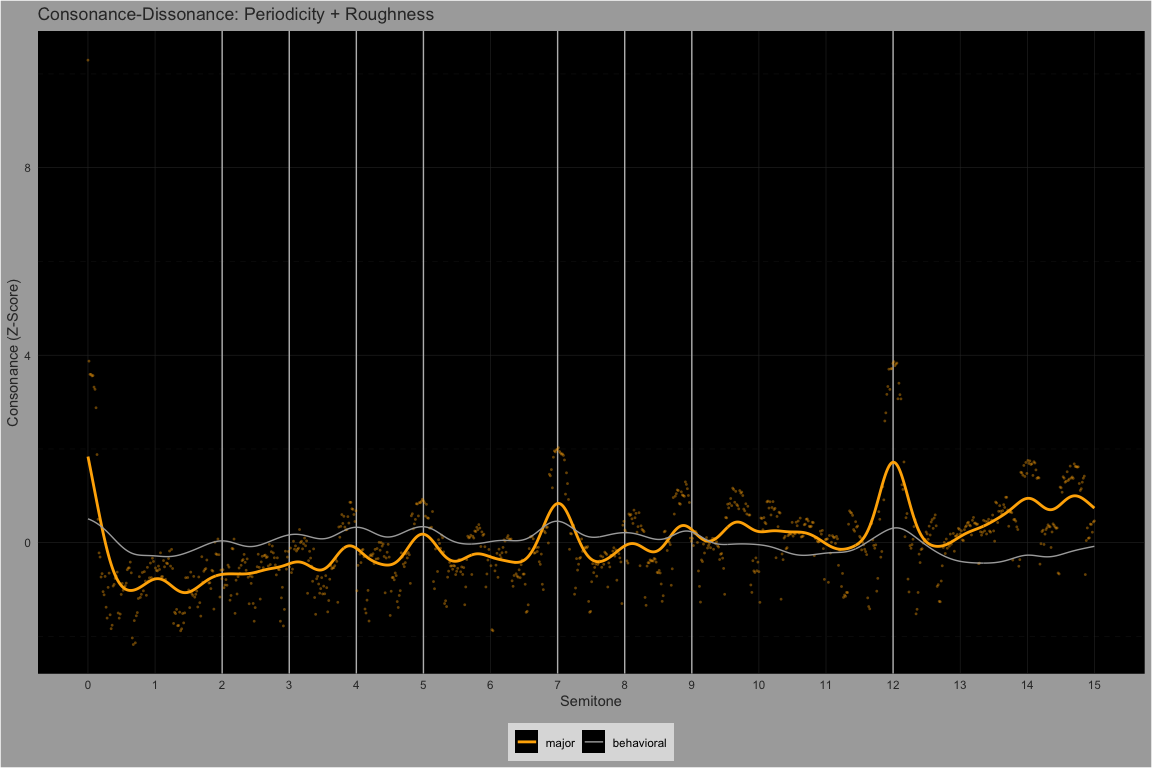 Consonance-Dissonance: Periodicity + Roughness
Consonance (Z-Score)
8
4
0
0 1 2 3 4 5 6 7 8 9 10 11 12 13 14 15
Semitone
major behavioral